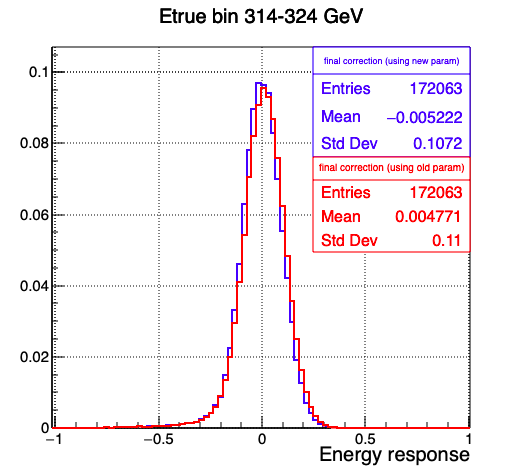 Etrue bin 314-324 GeV
final correction (using new param)
Entries 172063
Mean −0.005222
Std Dev 0.1072
final correction (using old param)
Entries 172063
Mean 0.004771
Std Dev 0.11
0.1
0.08
0.06
0.04
0.02
0
−1 −0.5 0 0.5 1
Energy response